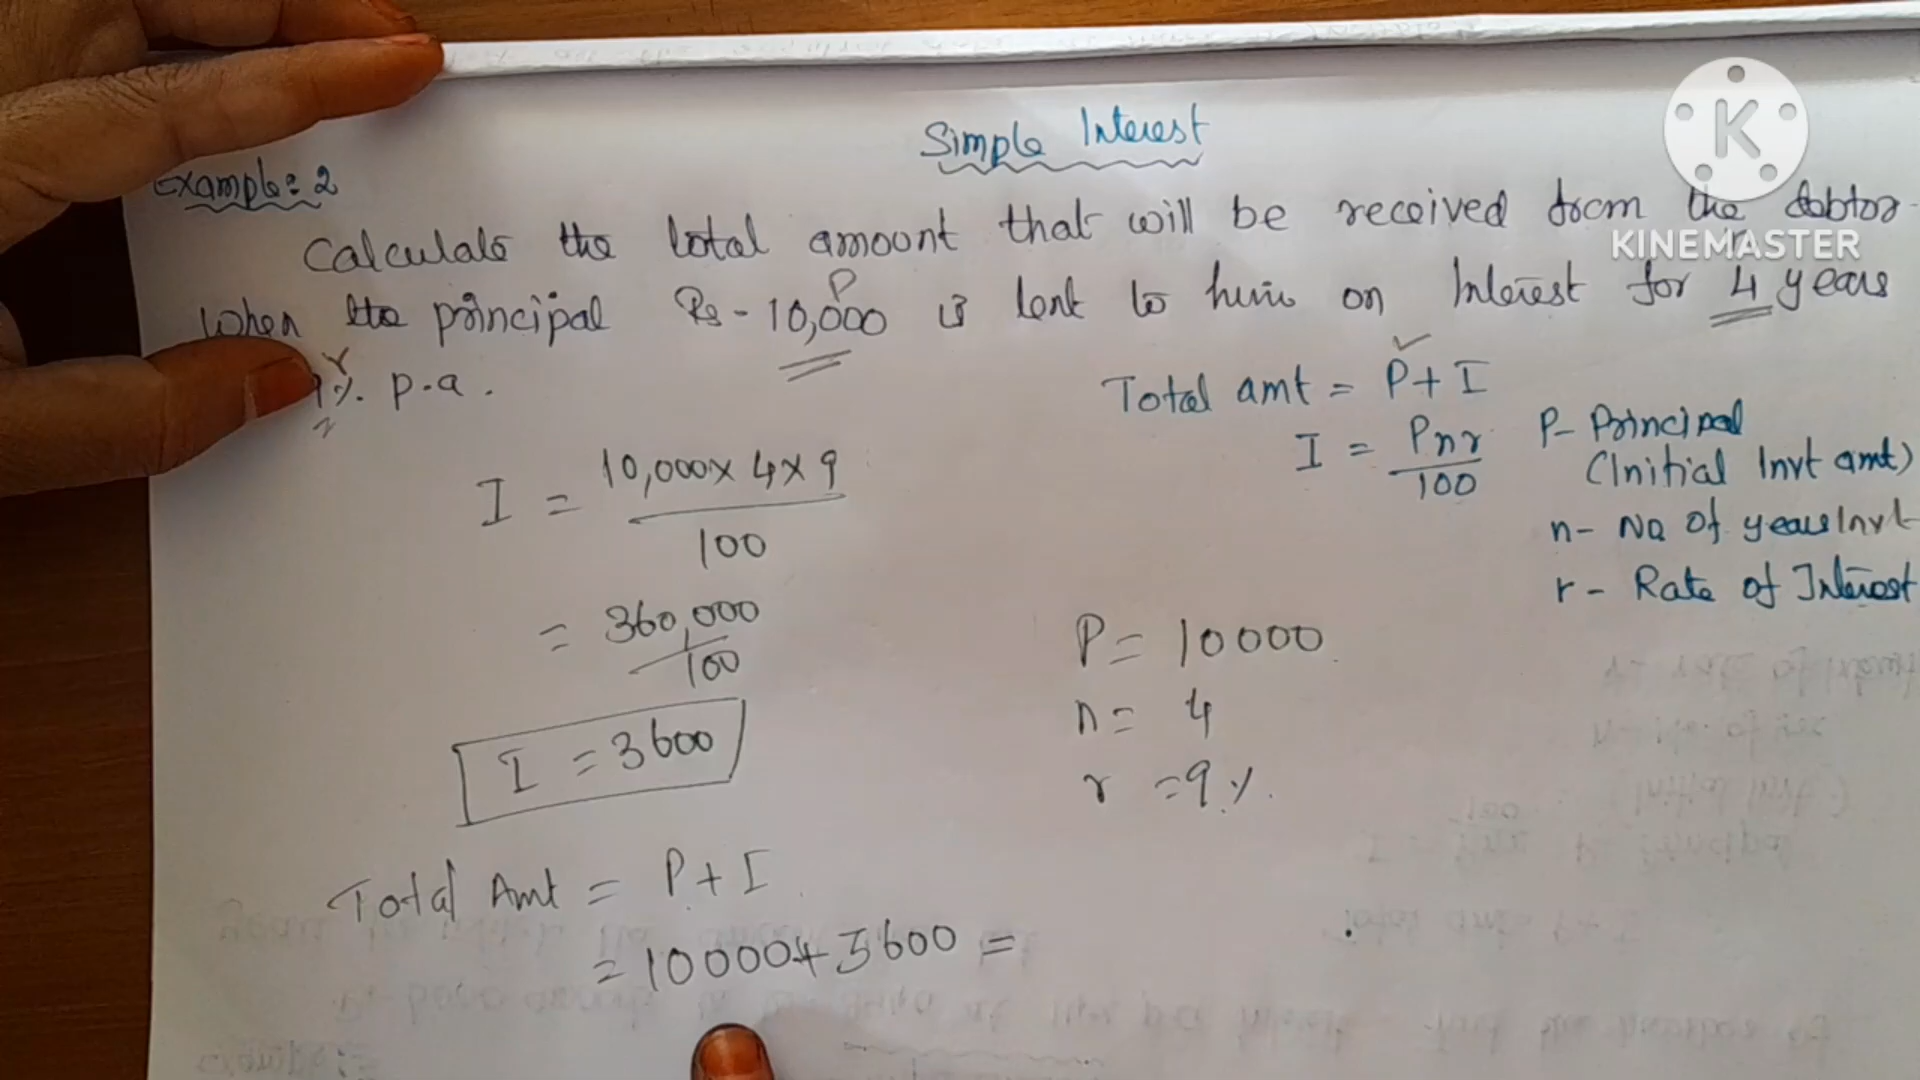 Simple Interest
Example: 2
Calculate the total amount that will be received from the debtor
when the principal Rs - 10,000 is lent to him on Interest for 4 years
P
r
9%. p.a.
Total amt = P + I
I = Pnr / 100
P - Principal
(Initial Invt amt)
n - No of years Invt
r - Rate of Interest
I = 10,000 x 4 x 9 / 100
= 360,000 / 100
I = 3600
P = 10000
n = 4
r = 9%.
Total Amt = P + I
= 10000 + 3600 =
K
KINEMASTER